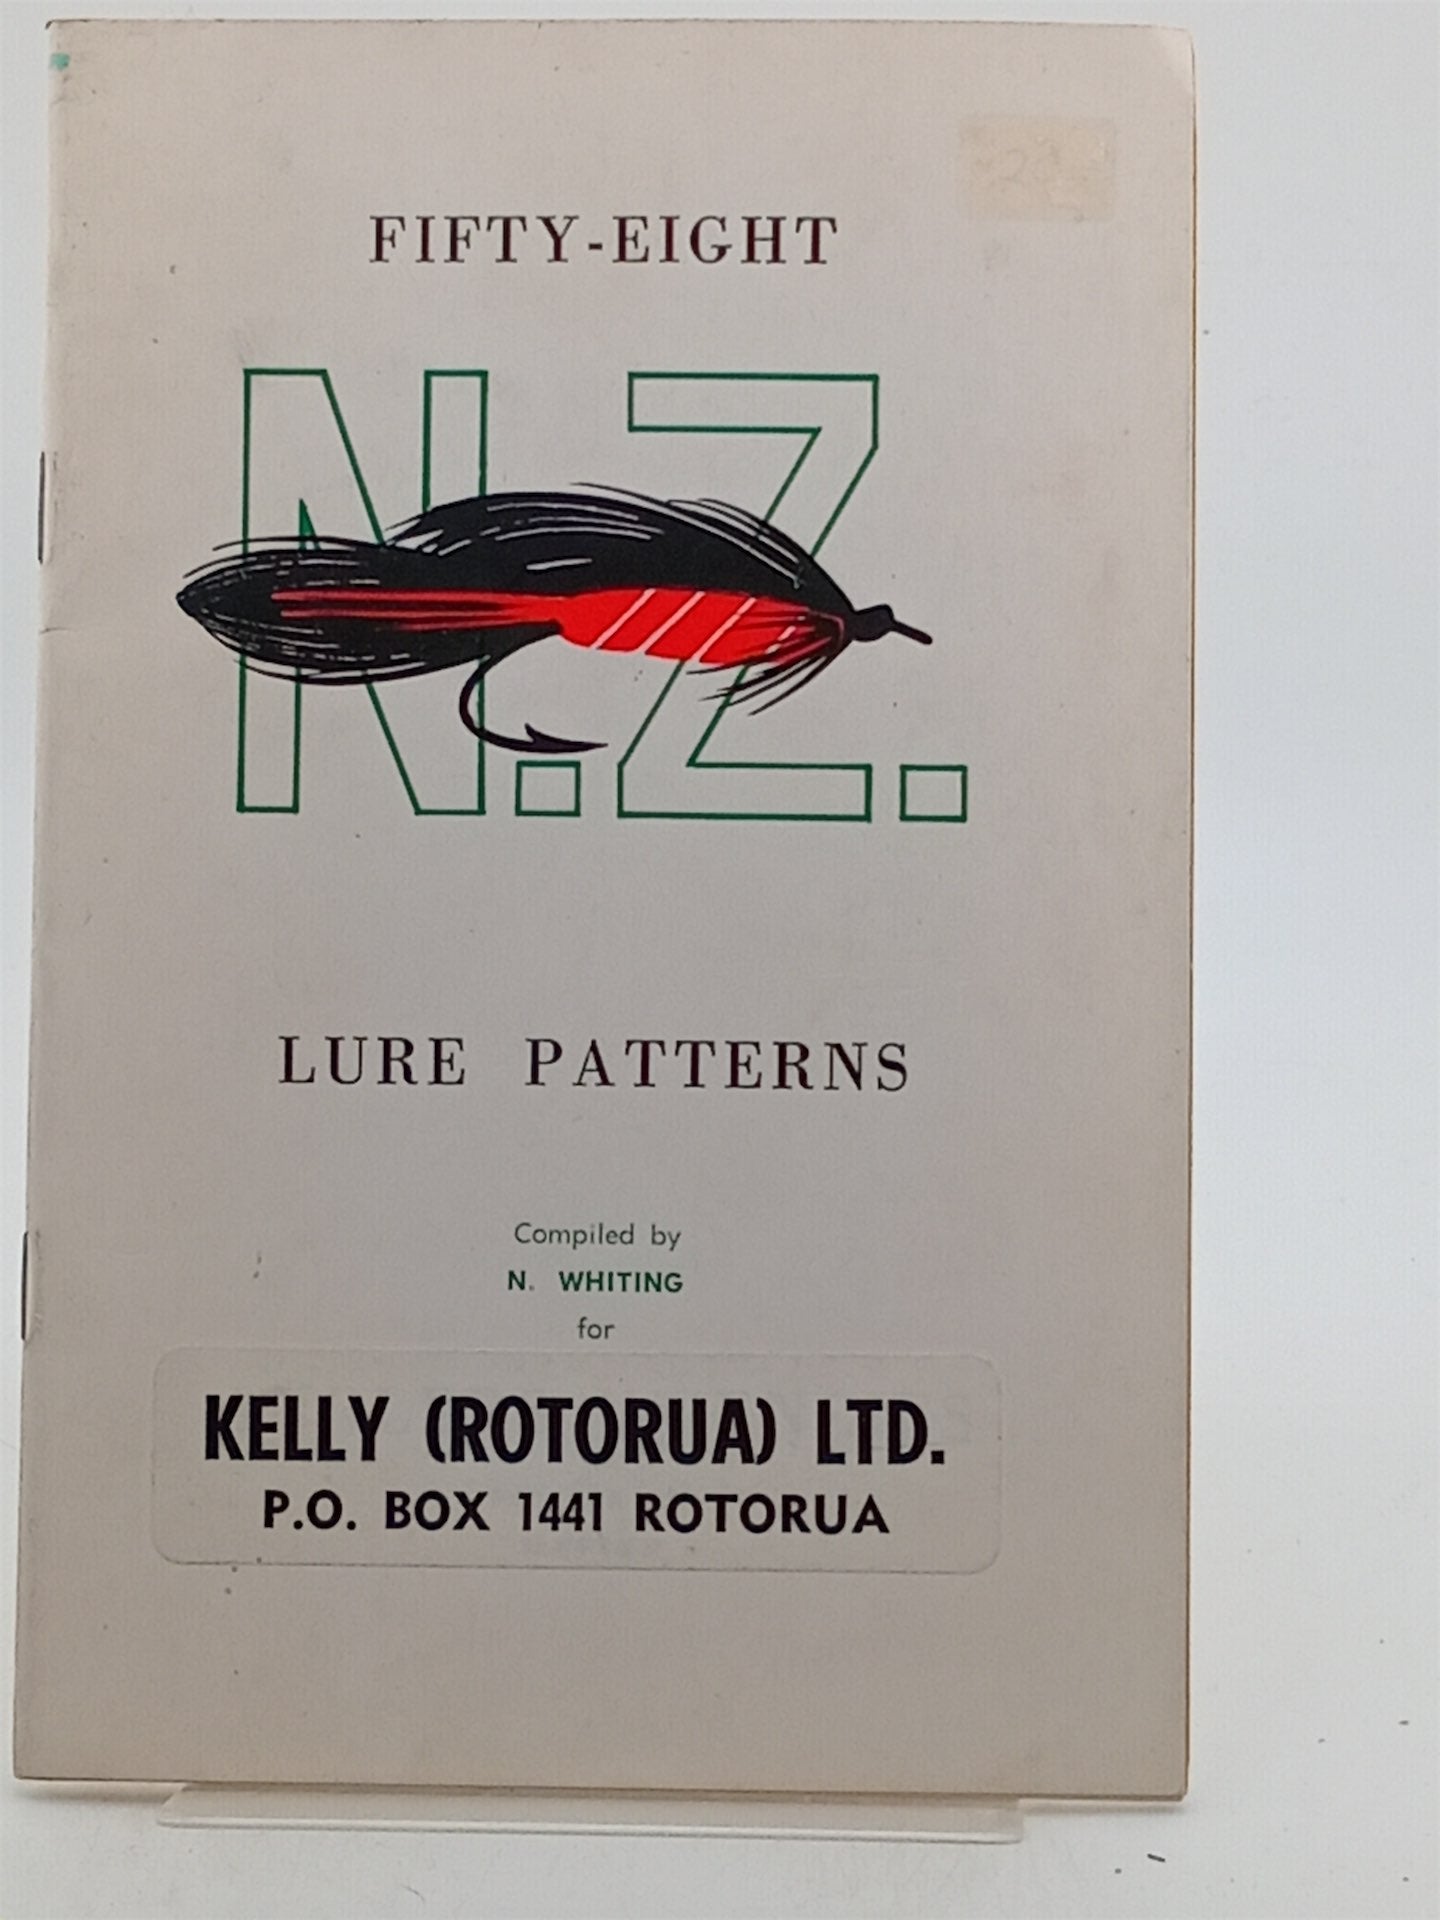 FIFTY-EIGHT
N.Z.
LURE PATTERNS
Compiled by
N. WHITING
for
KELLY (ROTORUA) LTD.
P.O. BOX 1441 ROTORUA